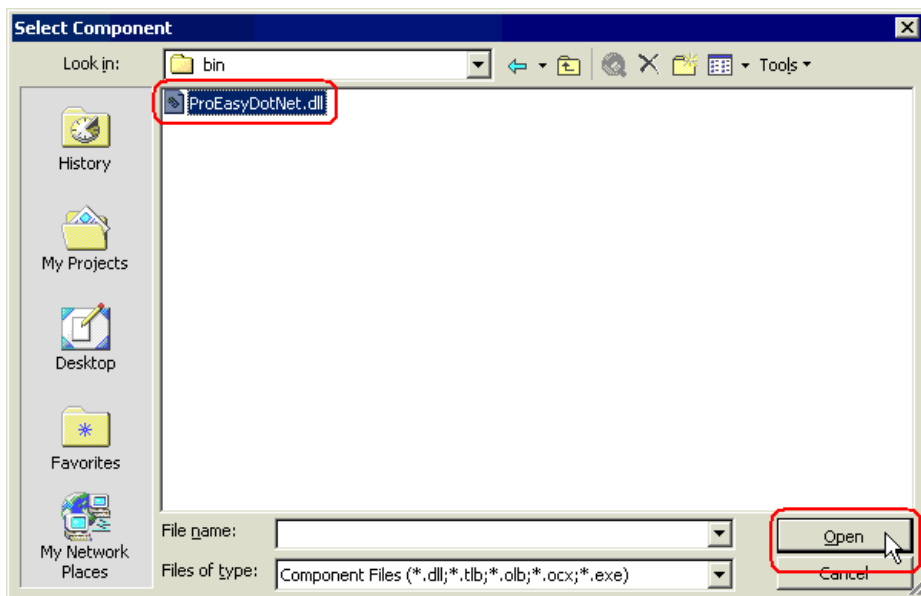 Select Component
Look in:
bin
Tools
ProEasyDotNet.dll
History
My Projects
Desktop
Favorites
My Network
Places
File name:
Open
Files of type:
Component Files (*.dll;*.tlb;*.olb;*.ocx;*.exe)
Cancel